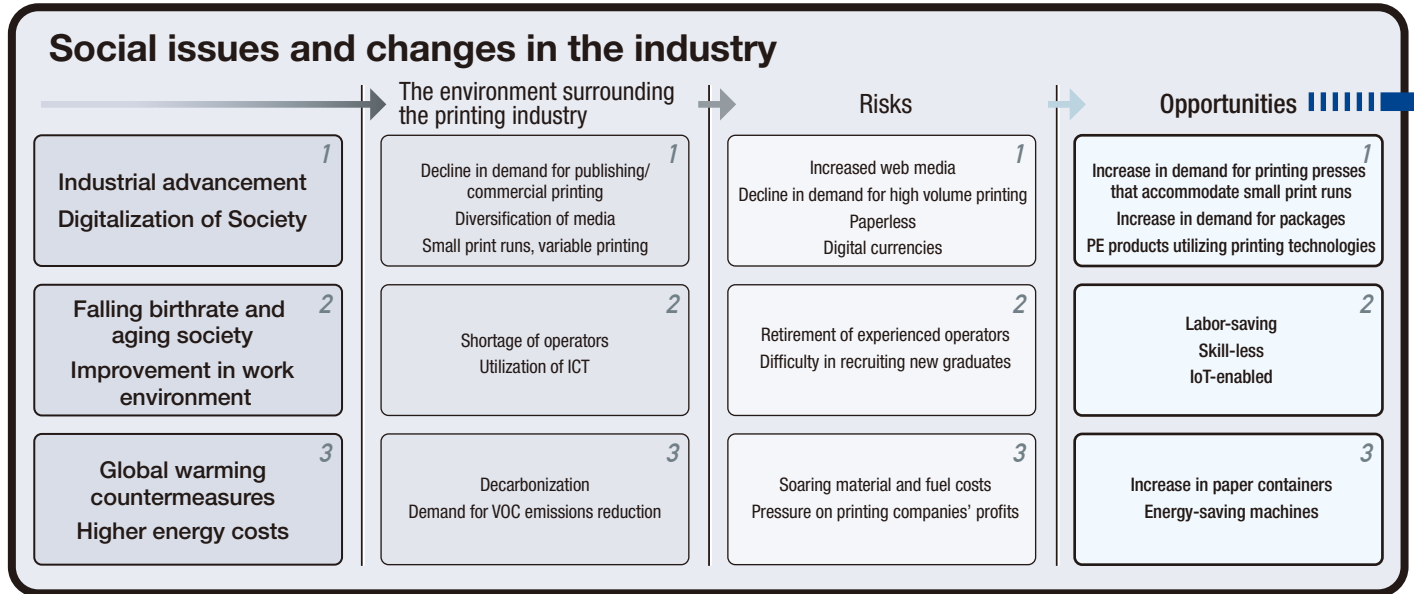 Social issues and changes in the industry
The environment surrounding
the printing industry
Risks
Opportunities
1
Industrial advancement
Digitalization of Society
1
Decline in demand for publishing/
commercial printing
Diversification of media
Small print runs, variable printing
1
Increased web media
Decline in demand for high volume printing
Paperless
Digital currencies
1
Increase in demand for printing presses
that accommodate small print runs
Increase in demand for packages
PE products utilizing printing technologies
2
Falling birthrate and
aging society
Improvement in work
environment
2
Shortage of operators
Utilization of ICT
2
Retirement of experienced operators
Difficulty in recruiting new graduates
2
Labor-saving
Skill-less
IoT-enabled
3
Global warming
countermeasures
Higher energy costs
3
Decarbonization
Demand for VOC emissions reduction
3
Soaring material and fuel costs
Pressure on printing companies’ profits
3
Increase in paper containers
Energy-saving machines